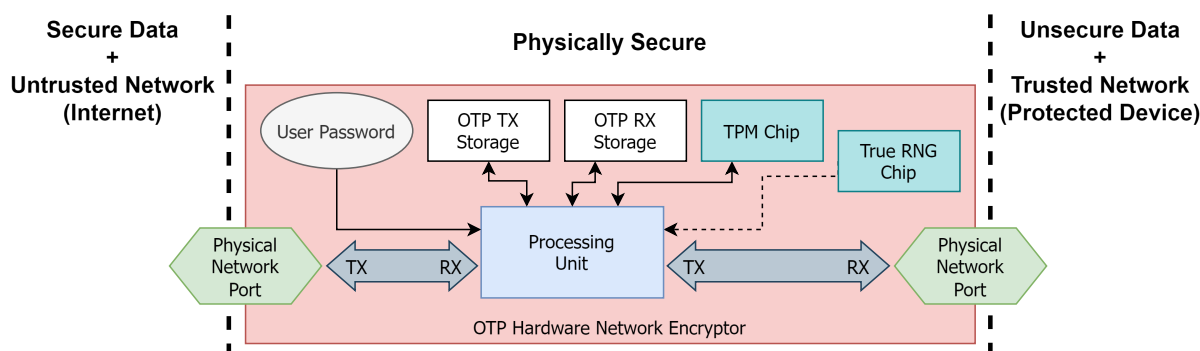 Secure Data
+
Untrusted Network
(Internet)
Physically Secure
Unsecure Data
+
Trusted Network
(Protected Device)
User Password
OTP TX
Storage
OTP RX
Storage
TPM Chip
True RNG
Chip
Physical
Network
Port
TX
RX
Processing
Unit
TX
RX
Physical
Network
Port
OTP Hardware Network Encryptor